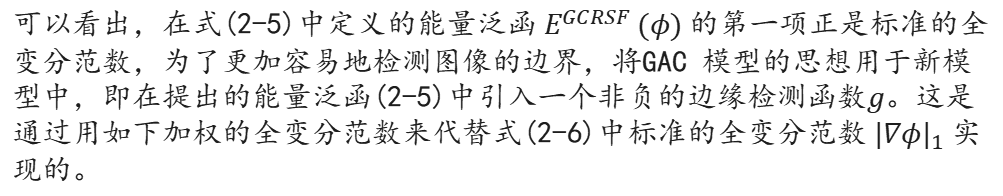 可以看出，在式(2-5)中定义的能量泛函 E^{GCRSF}(ϕ) 的第一项正是标准的全
变分范数，为了更加容易地检测图像的边界，将GAC 模型的思想用于新模
型中，即在提出的能量泛函(2-5)中引入一个非负的边缘检测函数g。这是
通过用如下加权的全变分范数来代替式(2-6)中标准的全变分范数 |∇ϕ|₁ 实
现的。